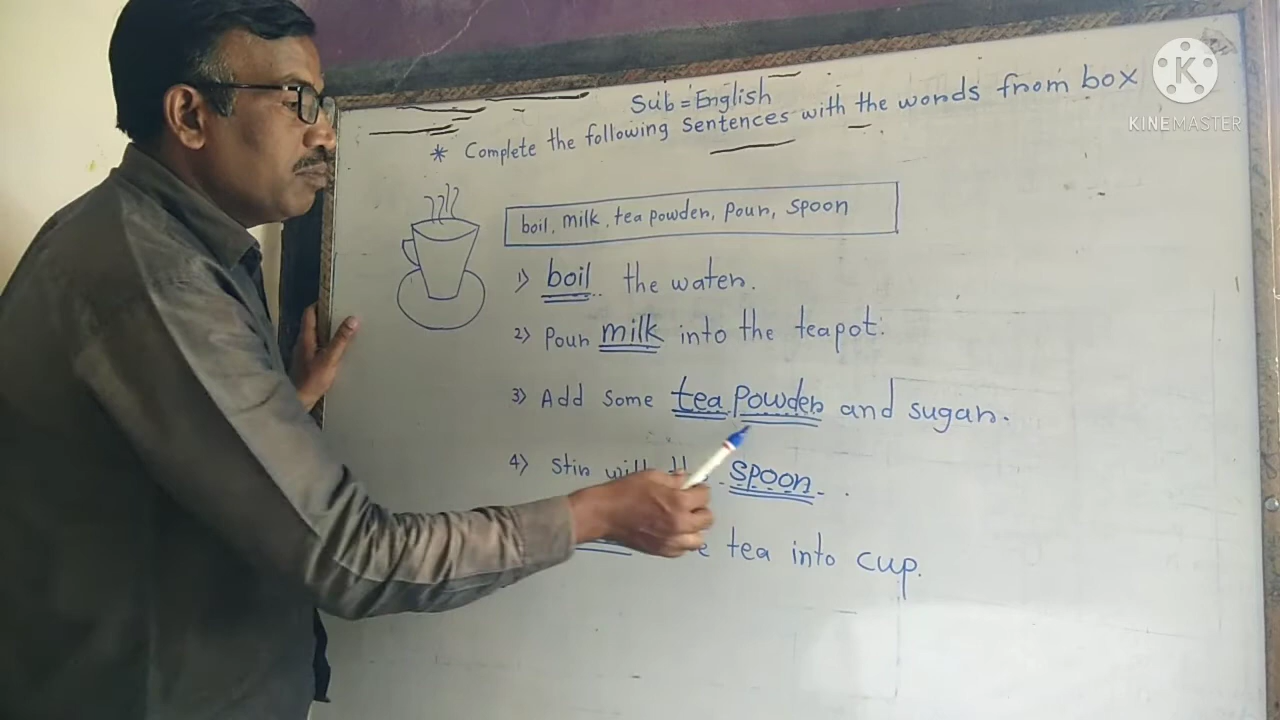 Sub = English
* Complete the following Sentences with the words from box
K
KINEMASTER
boil, milk, tea powder, pour, spoon
1) boil the water.
2) Pour milk into the teapot.
3) Add some tea powder and sugar.
4) Stir with spoon.
tea into cup.